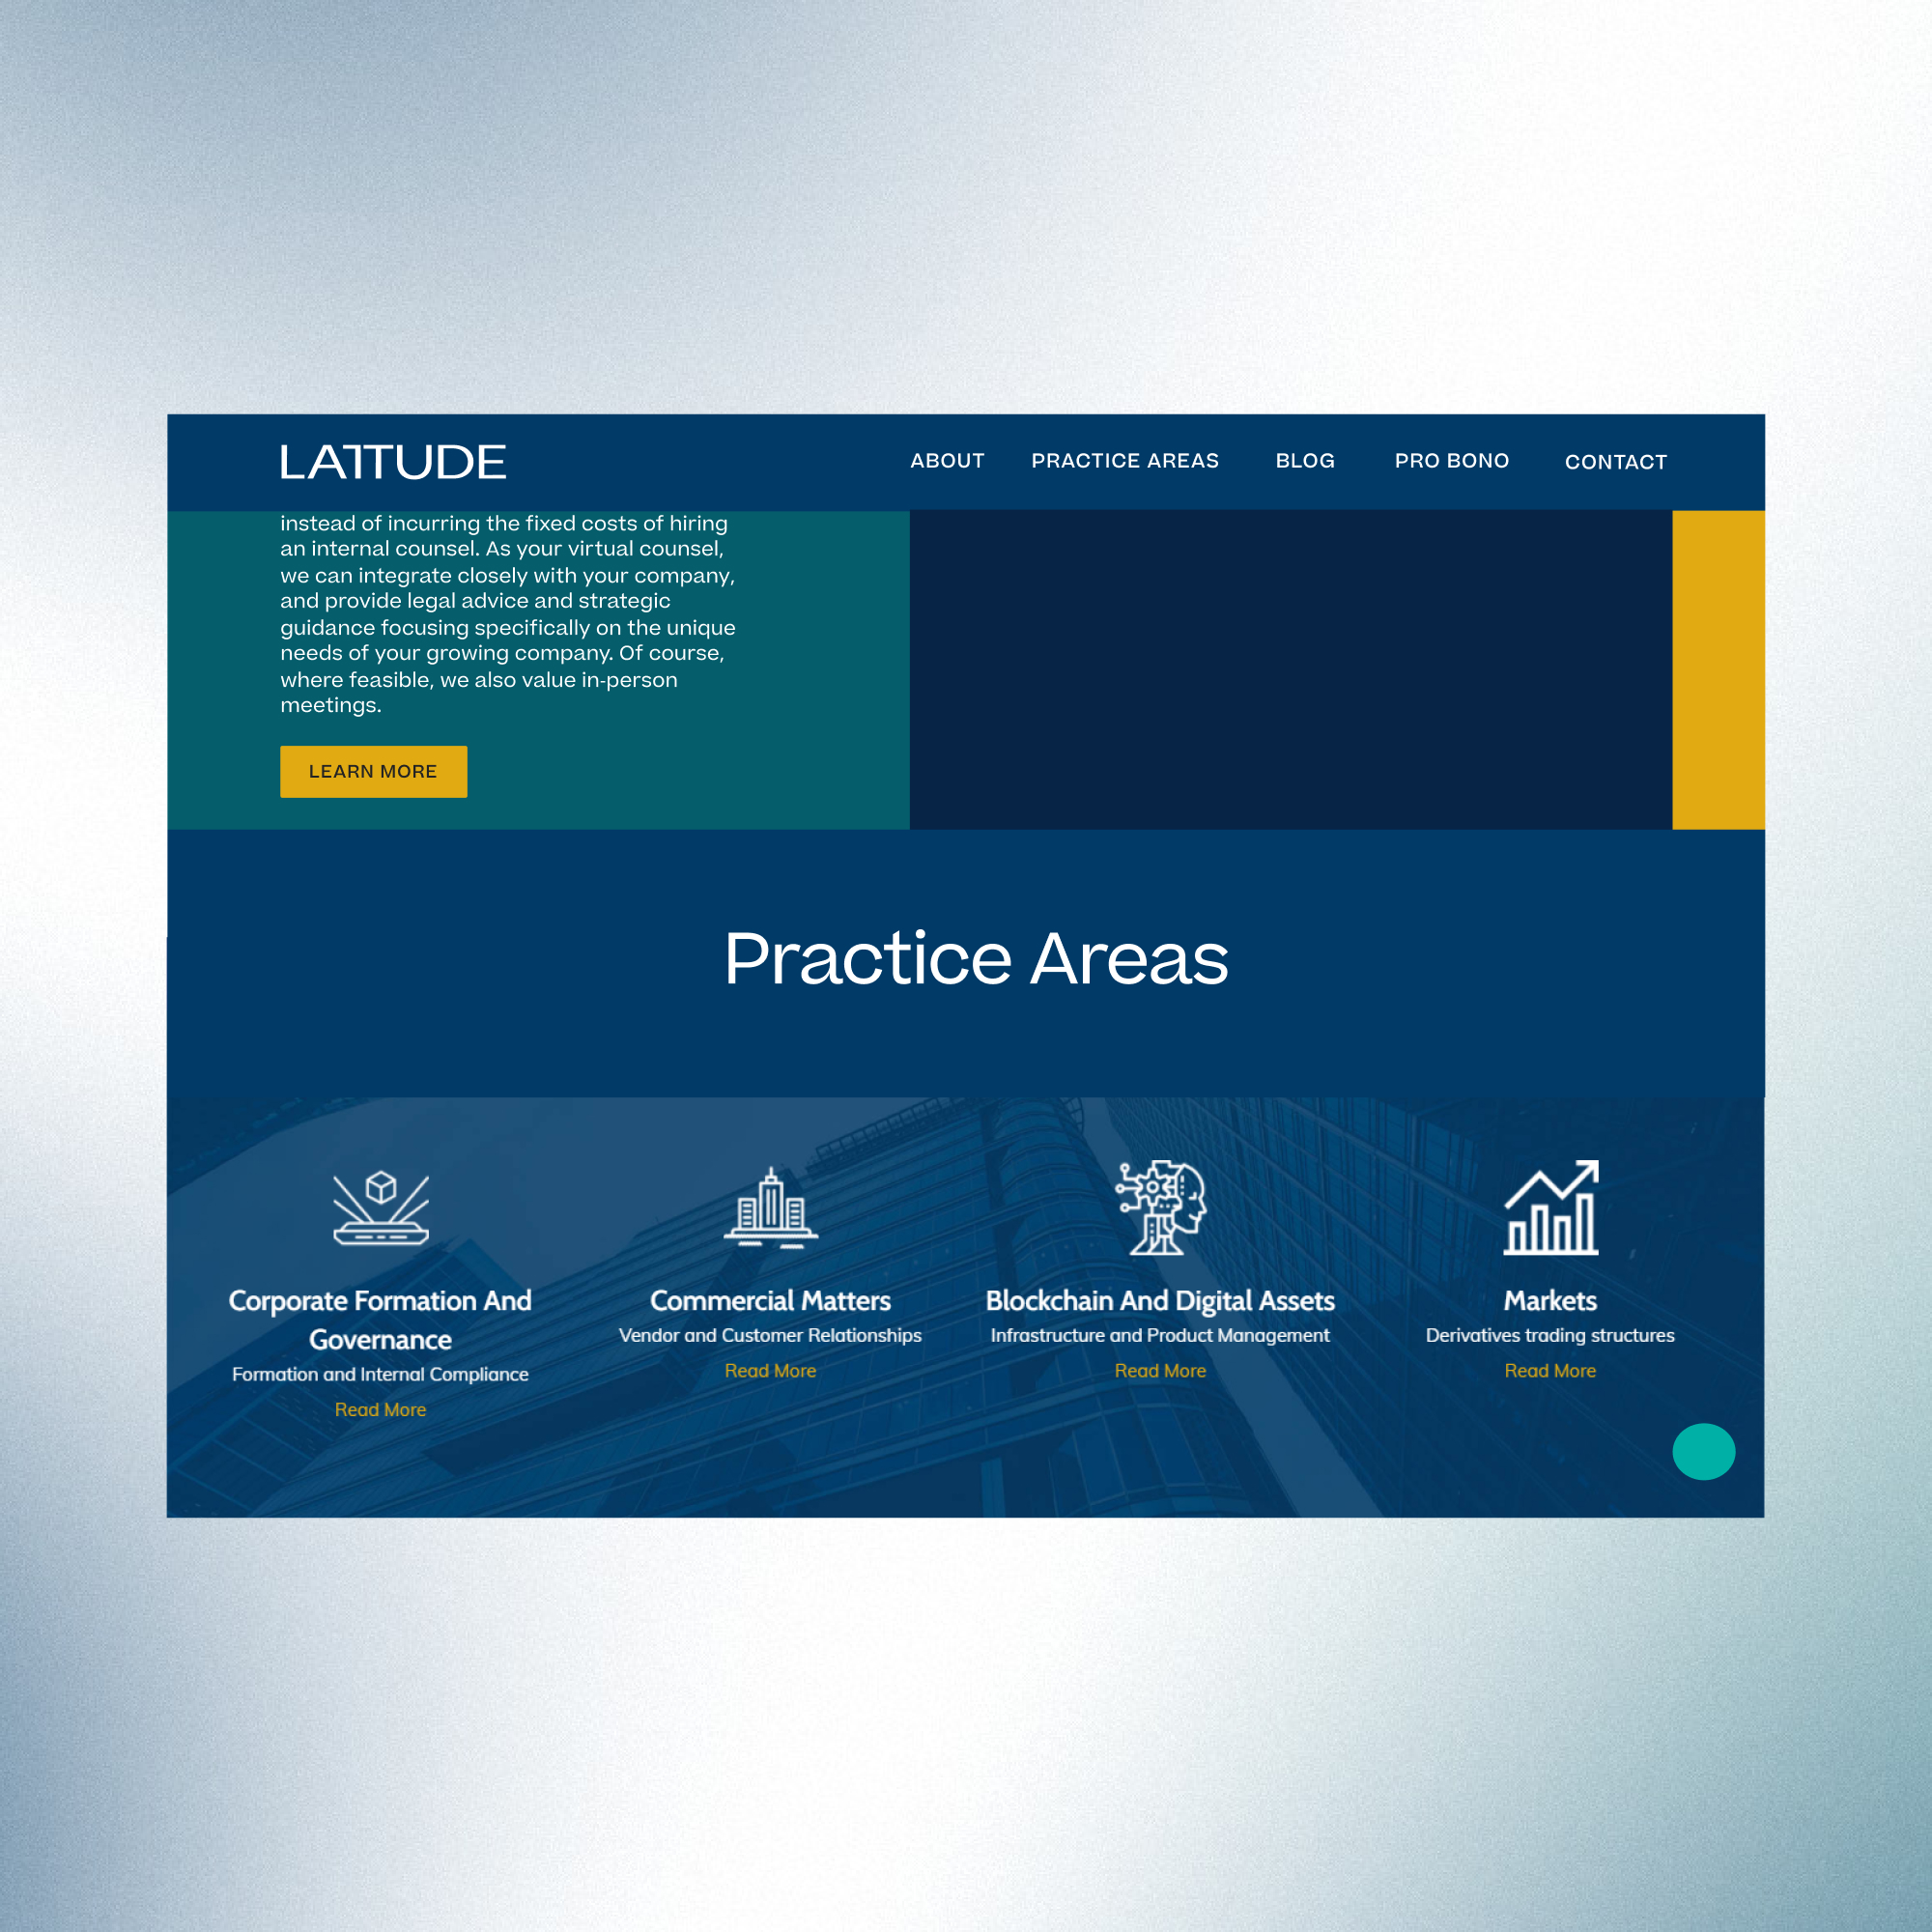 LATITUDE
ABOUT PRACTICE AREAS BLOG PRO BONO CONTACT
instead of incurring the fixed costs of hiring
an internal counsel. As your virtual counsel,
we can integrate closely with your company,
and provide legal advice and strategic
guidance focusing specifically on the unique
needs of your growing company. Of course,
where feasible, we also value in-person
meetings.
LEARN MORE
Practice Areas
Corporate Formation And
Governance
Formation and Internal Compliance
Read More
Commercial Matters
Vendor and Customer Relationships
Read More
Blockchain And Digital Assets
Infrastructure and Product Management
Read More
Markets
Derivatives trading structures
Read More